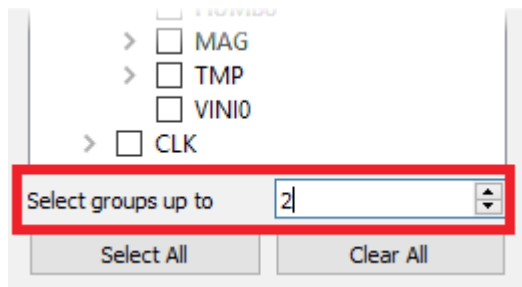 MAG
TMP
VINI0
CLK
Select groups up to 2
Select All Clear All